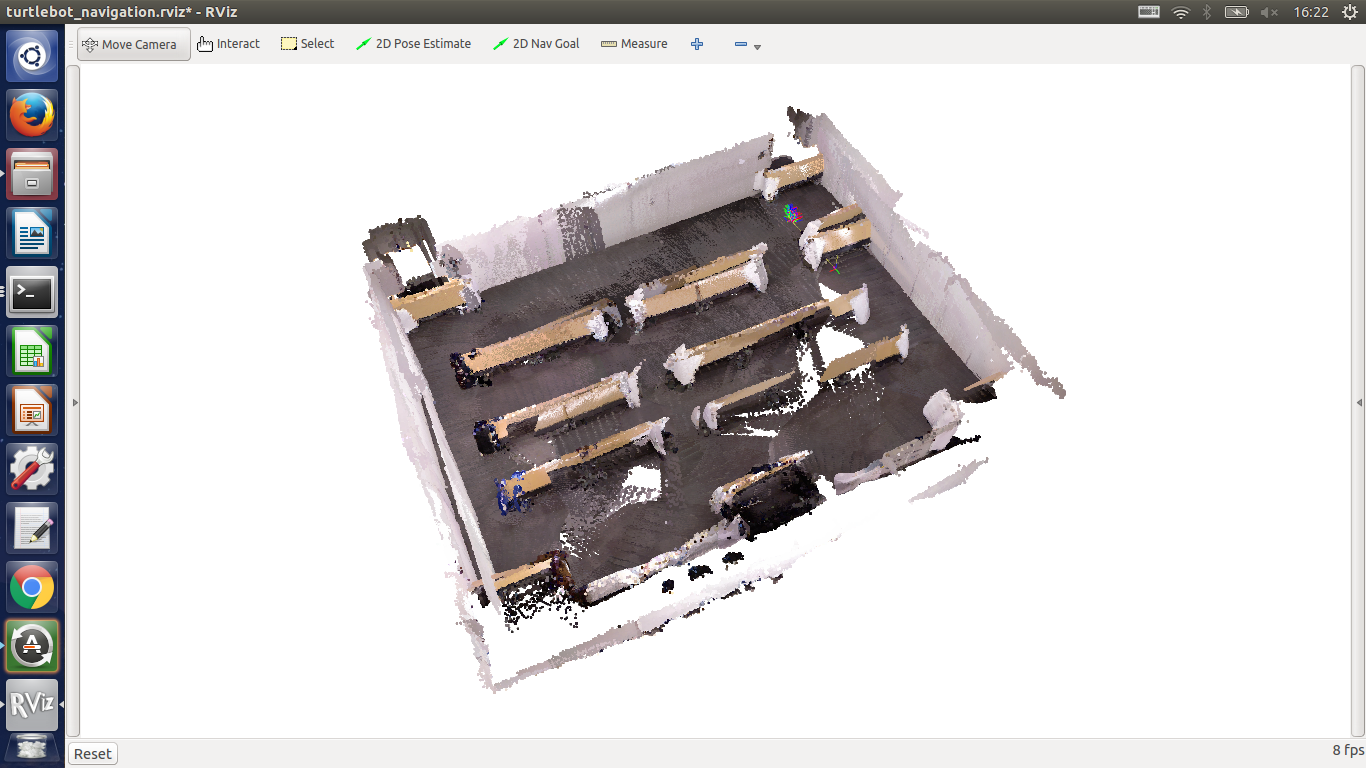 turtlebot_navigation.rviz* - RViz
16:22
Move Camera
Interact
Select
2D Pose Estimate
2D Nav Goal
Measure
RViz
Reset
8 fps